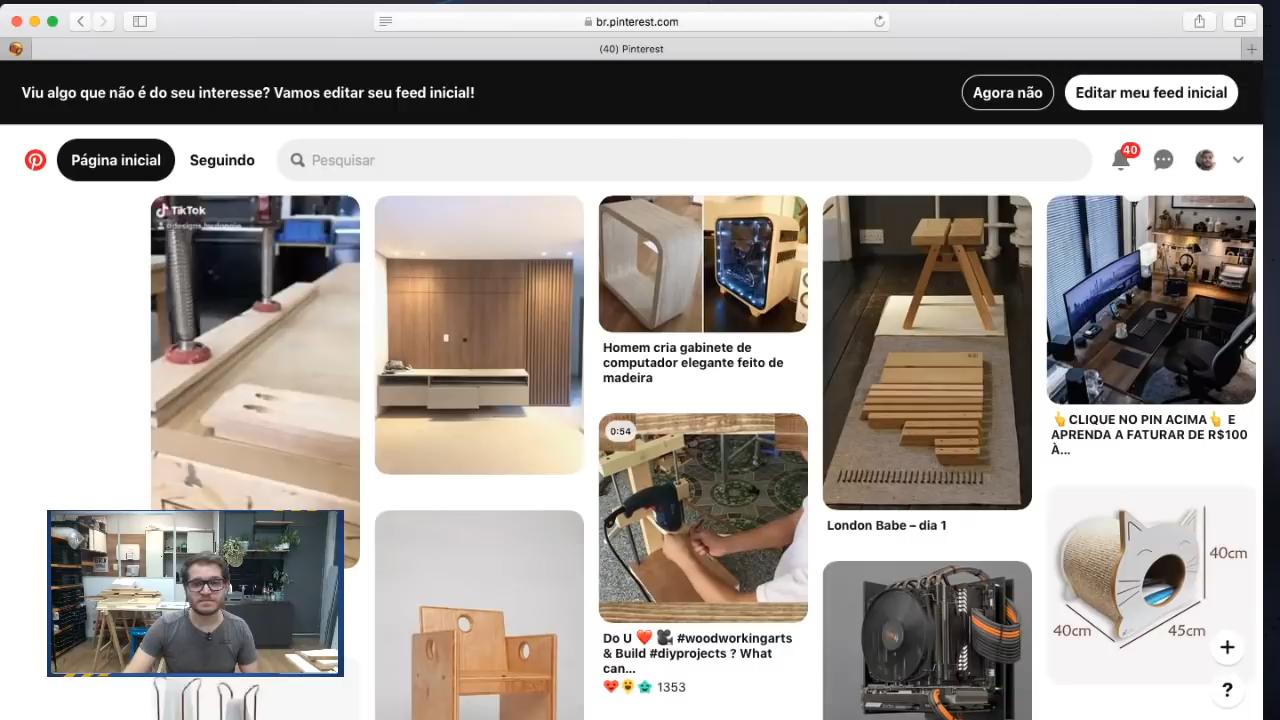 br.pinterest.com
(40) Pinterest
Viu algo que não é do seu interesse? Vamos editar seu feed inicial!
Agora não
Editar meu feed inicial
Página inicial
Seguindo
Pesquisar
40
TikTok
Homem cria gabinete de
computador elegante feito de
madeira
0:54
Do U ❤️ 🎥 #woodworkingarts
& Build #diyprojects ? What
can...
1353
London Babe – dia 1
👆CLIQUE NO PIN ACIMA👆 E
APRENDA A FATURAR DE R$100
À...
40cm
40cm
45cm
+
?